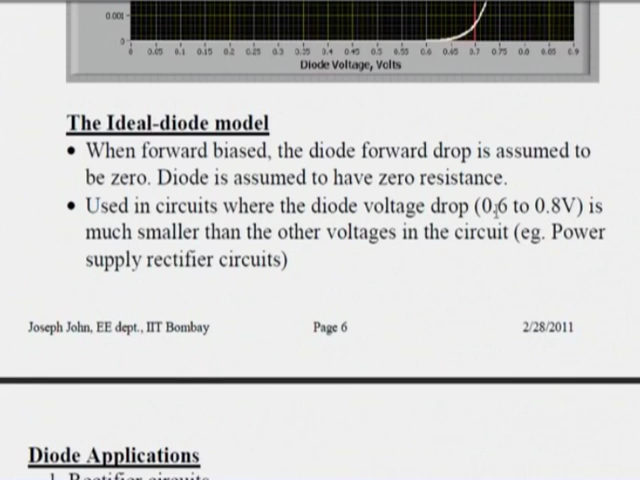 0.001
0
0 0.05 0.1 0.15 0.2 0.25 0.3 0.35 0.4 0.45 0.5 0.55 0.6 0.65 0.7 0.75 0.8 0.85 0.9
Diode Voltage, Volts
The Ideal-diode model
• When forward biased, the diode forward drop is assumed to
be zero. Diode is assumed to have zero resistance.
• Used in circuits where the diode voltage drop (0.6 to 0.8V) is
much smaller than the other voltages in the circuit (eg. Power
supply rectifier circuits)
Joseph John, EE dept., IIT Bombay Page 6 2/28/2011
Diode Applications
1. Rectifier circuits